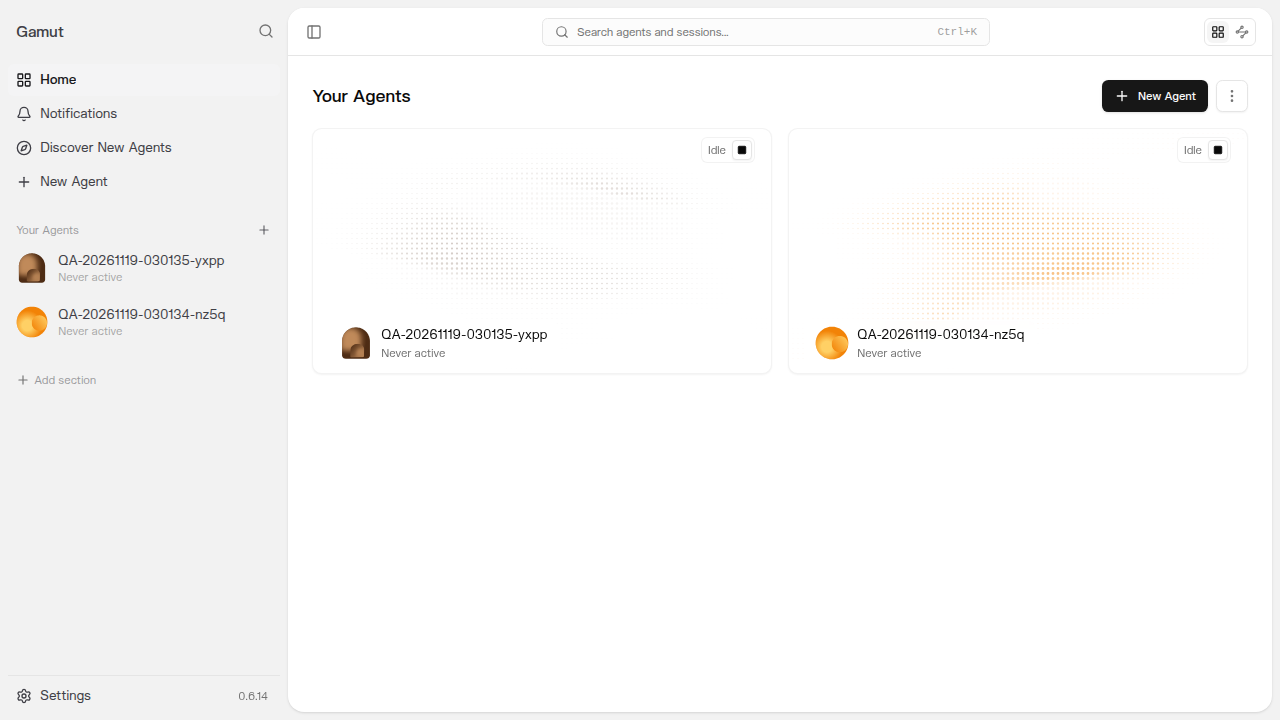 Gamut
Home
Notifications
Discover New Agents
New Agent
Your Agents
QA-20261119-030135-yxpp
Never active
QA-20261119-030134-nz5q
Never active
Add section
Settings
0.6.14
Search agents and sessions...
Ctrl+K
Your Agents
New Agent
Idle
QA-20261119-030135-yxpp
Never active
Idle
QA-20261119-030134-nz5q
Never active